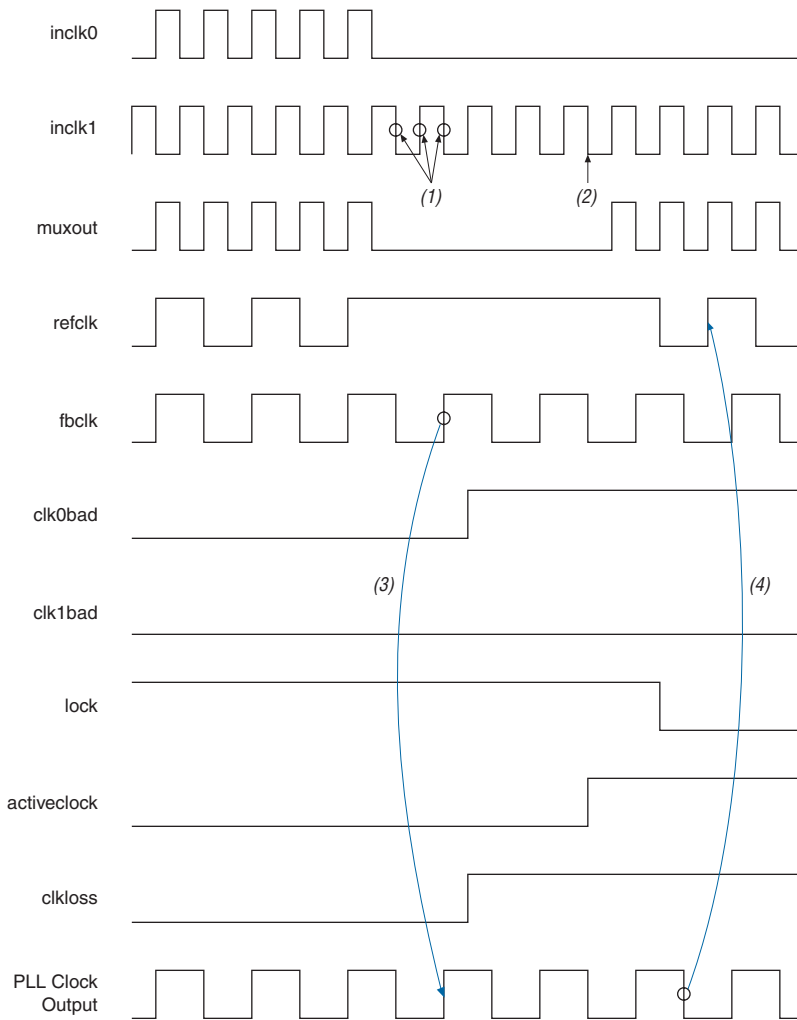 inclk0
inclk1
(1)
(2)
muxout
refclk
fbclk
clk0bad
(3)
(4)
clk1bad
lock
activeclock
clkloss
PLL Clock
Output